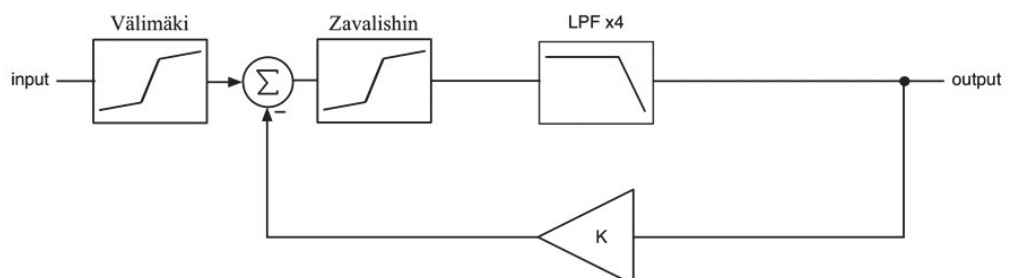 Välimäki
Zavalishin
LPF x4
input
Σ
−
output
K